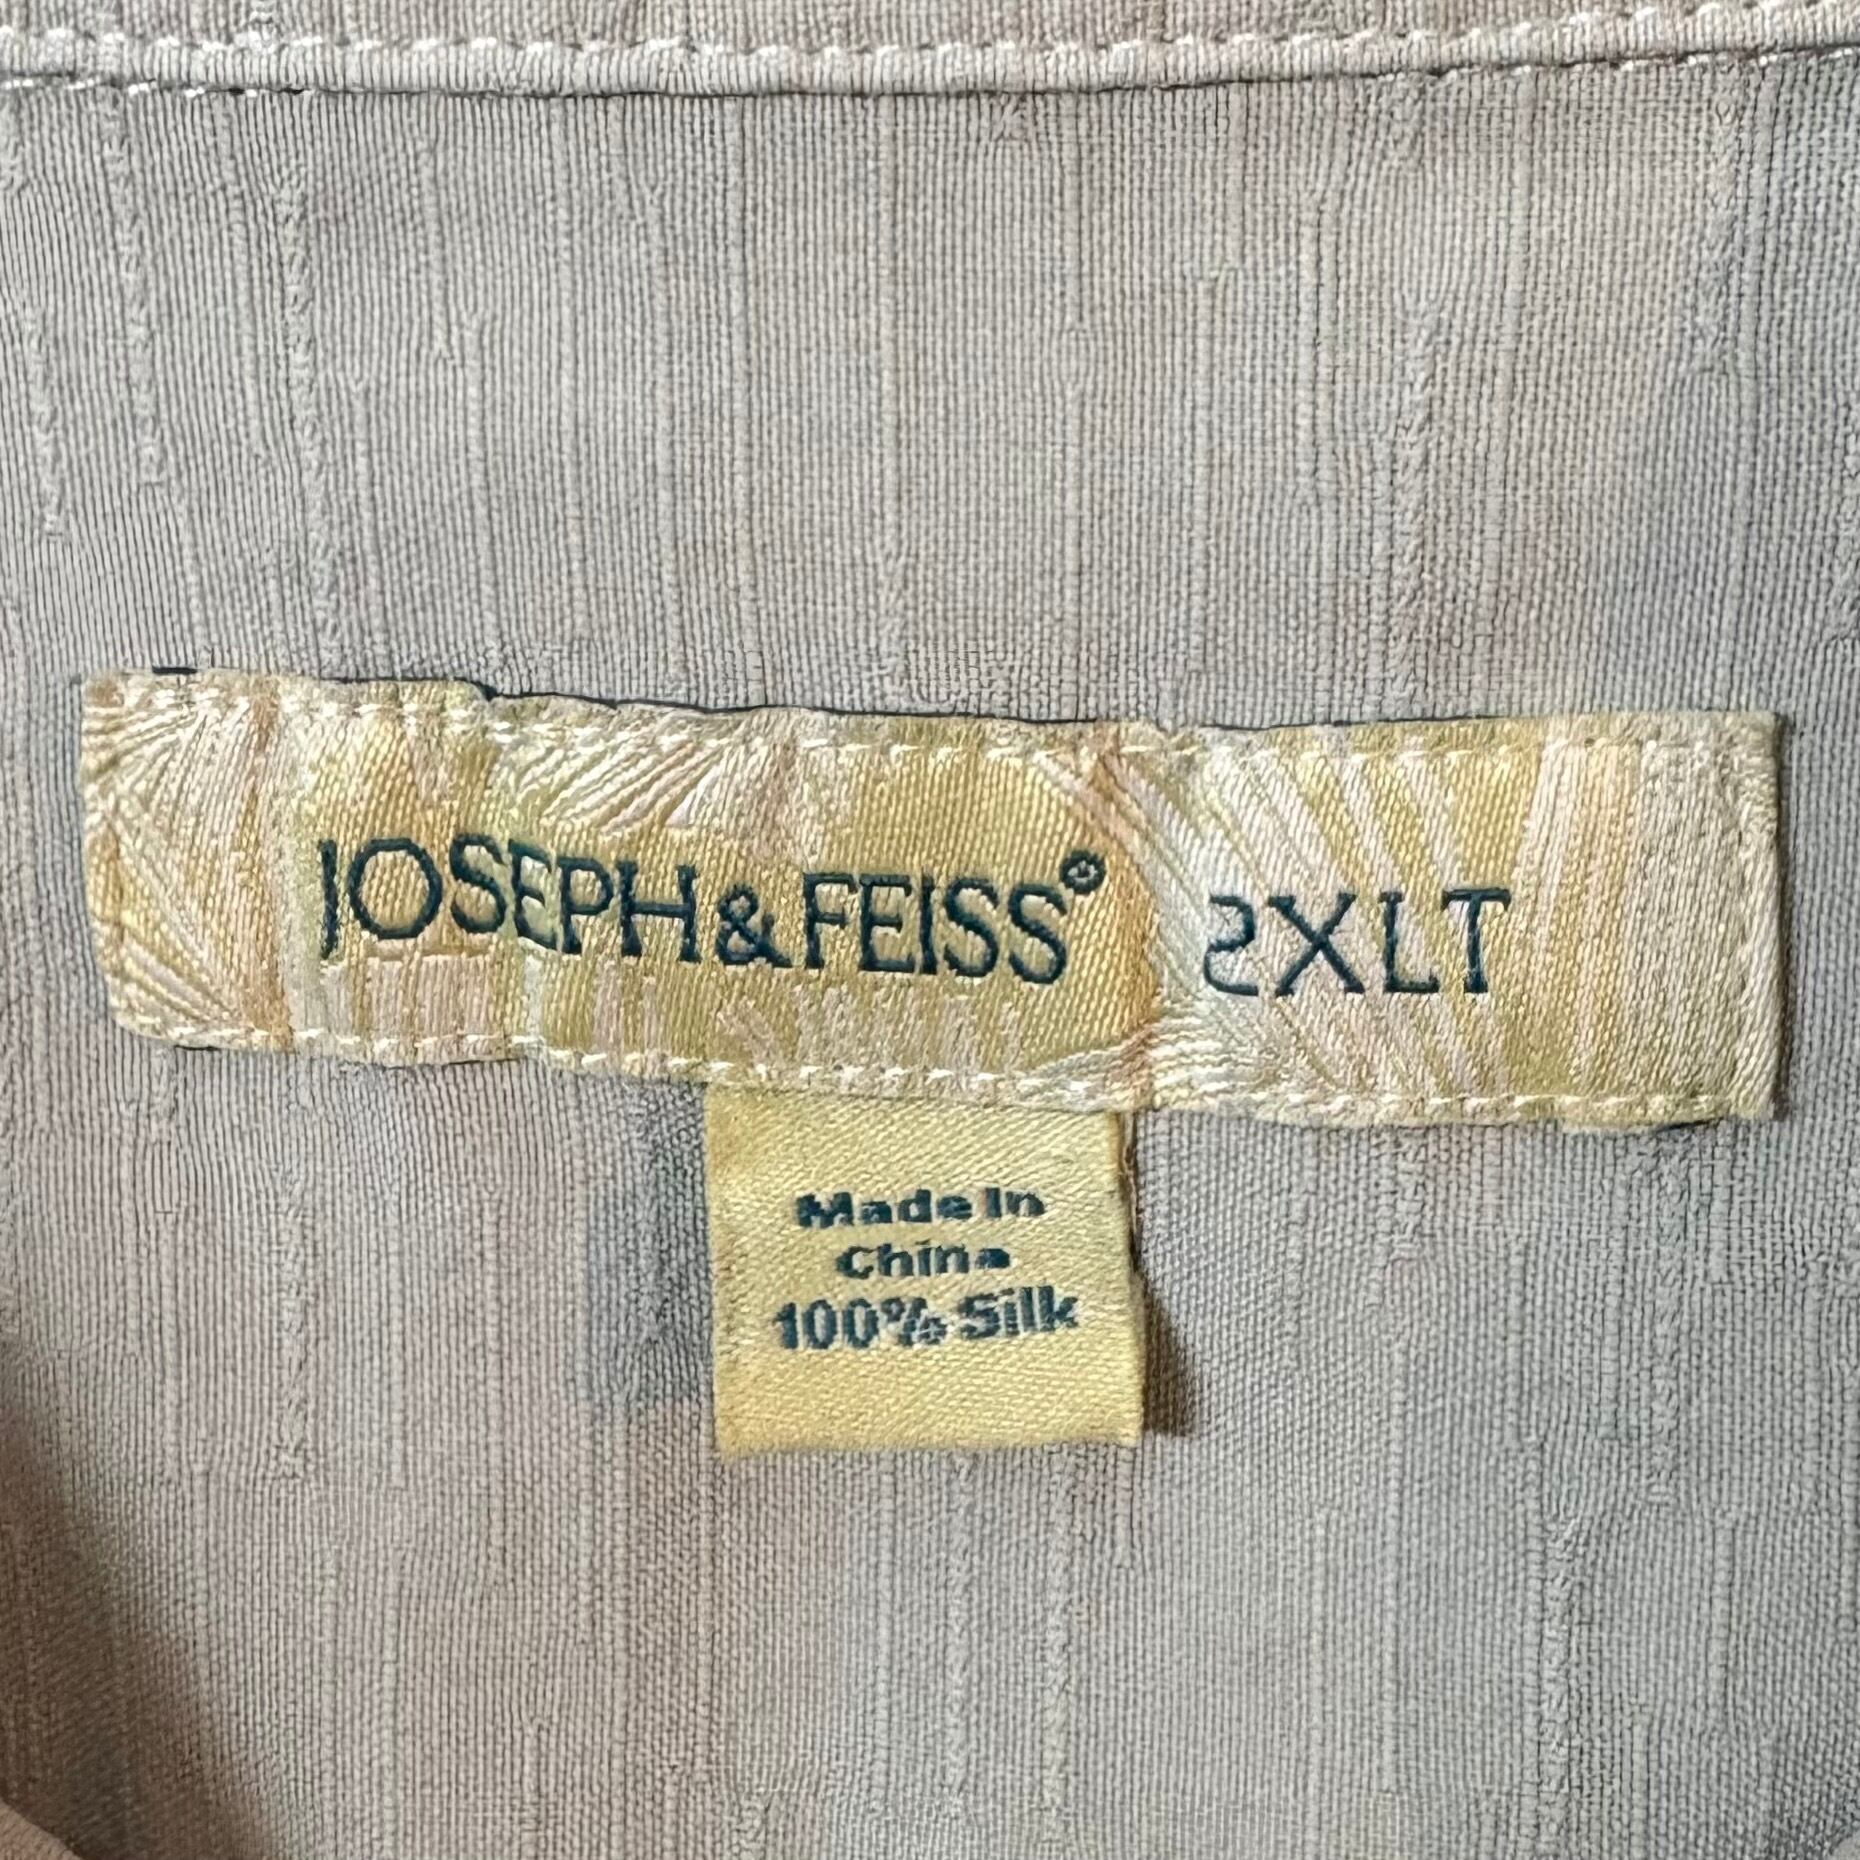 JOSEPH & FEISS® 2XLT
Made In
China
100% Silk